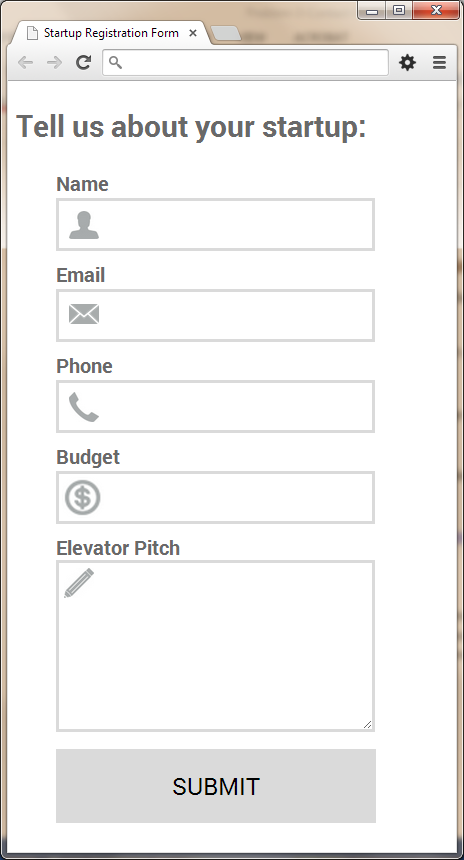 Startup Registration Form
Tell us about your startup:
Name
Email
Phone
Budget
$
Elevator Pitch
SUBMIT